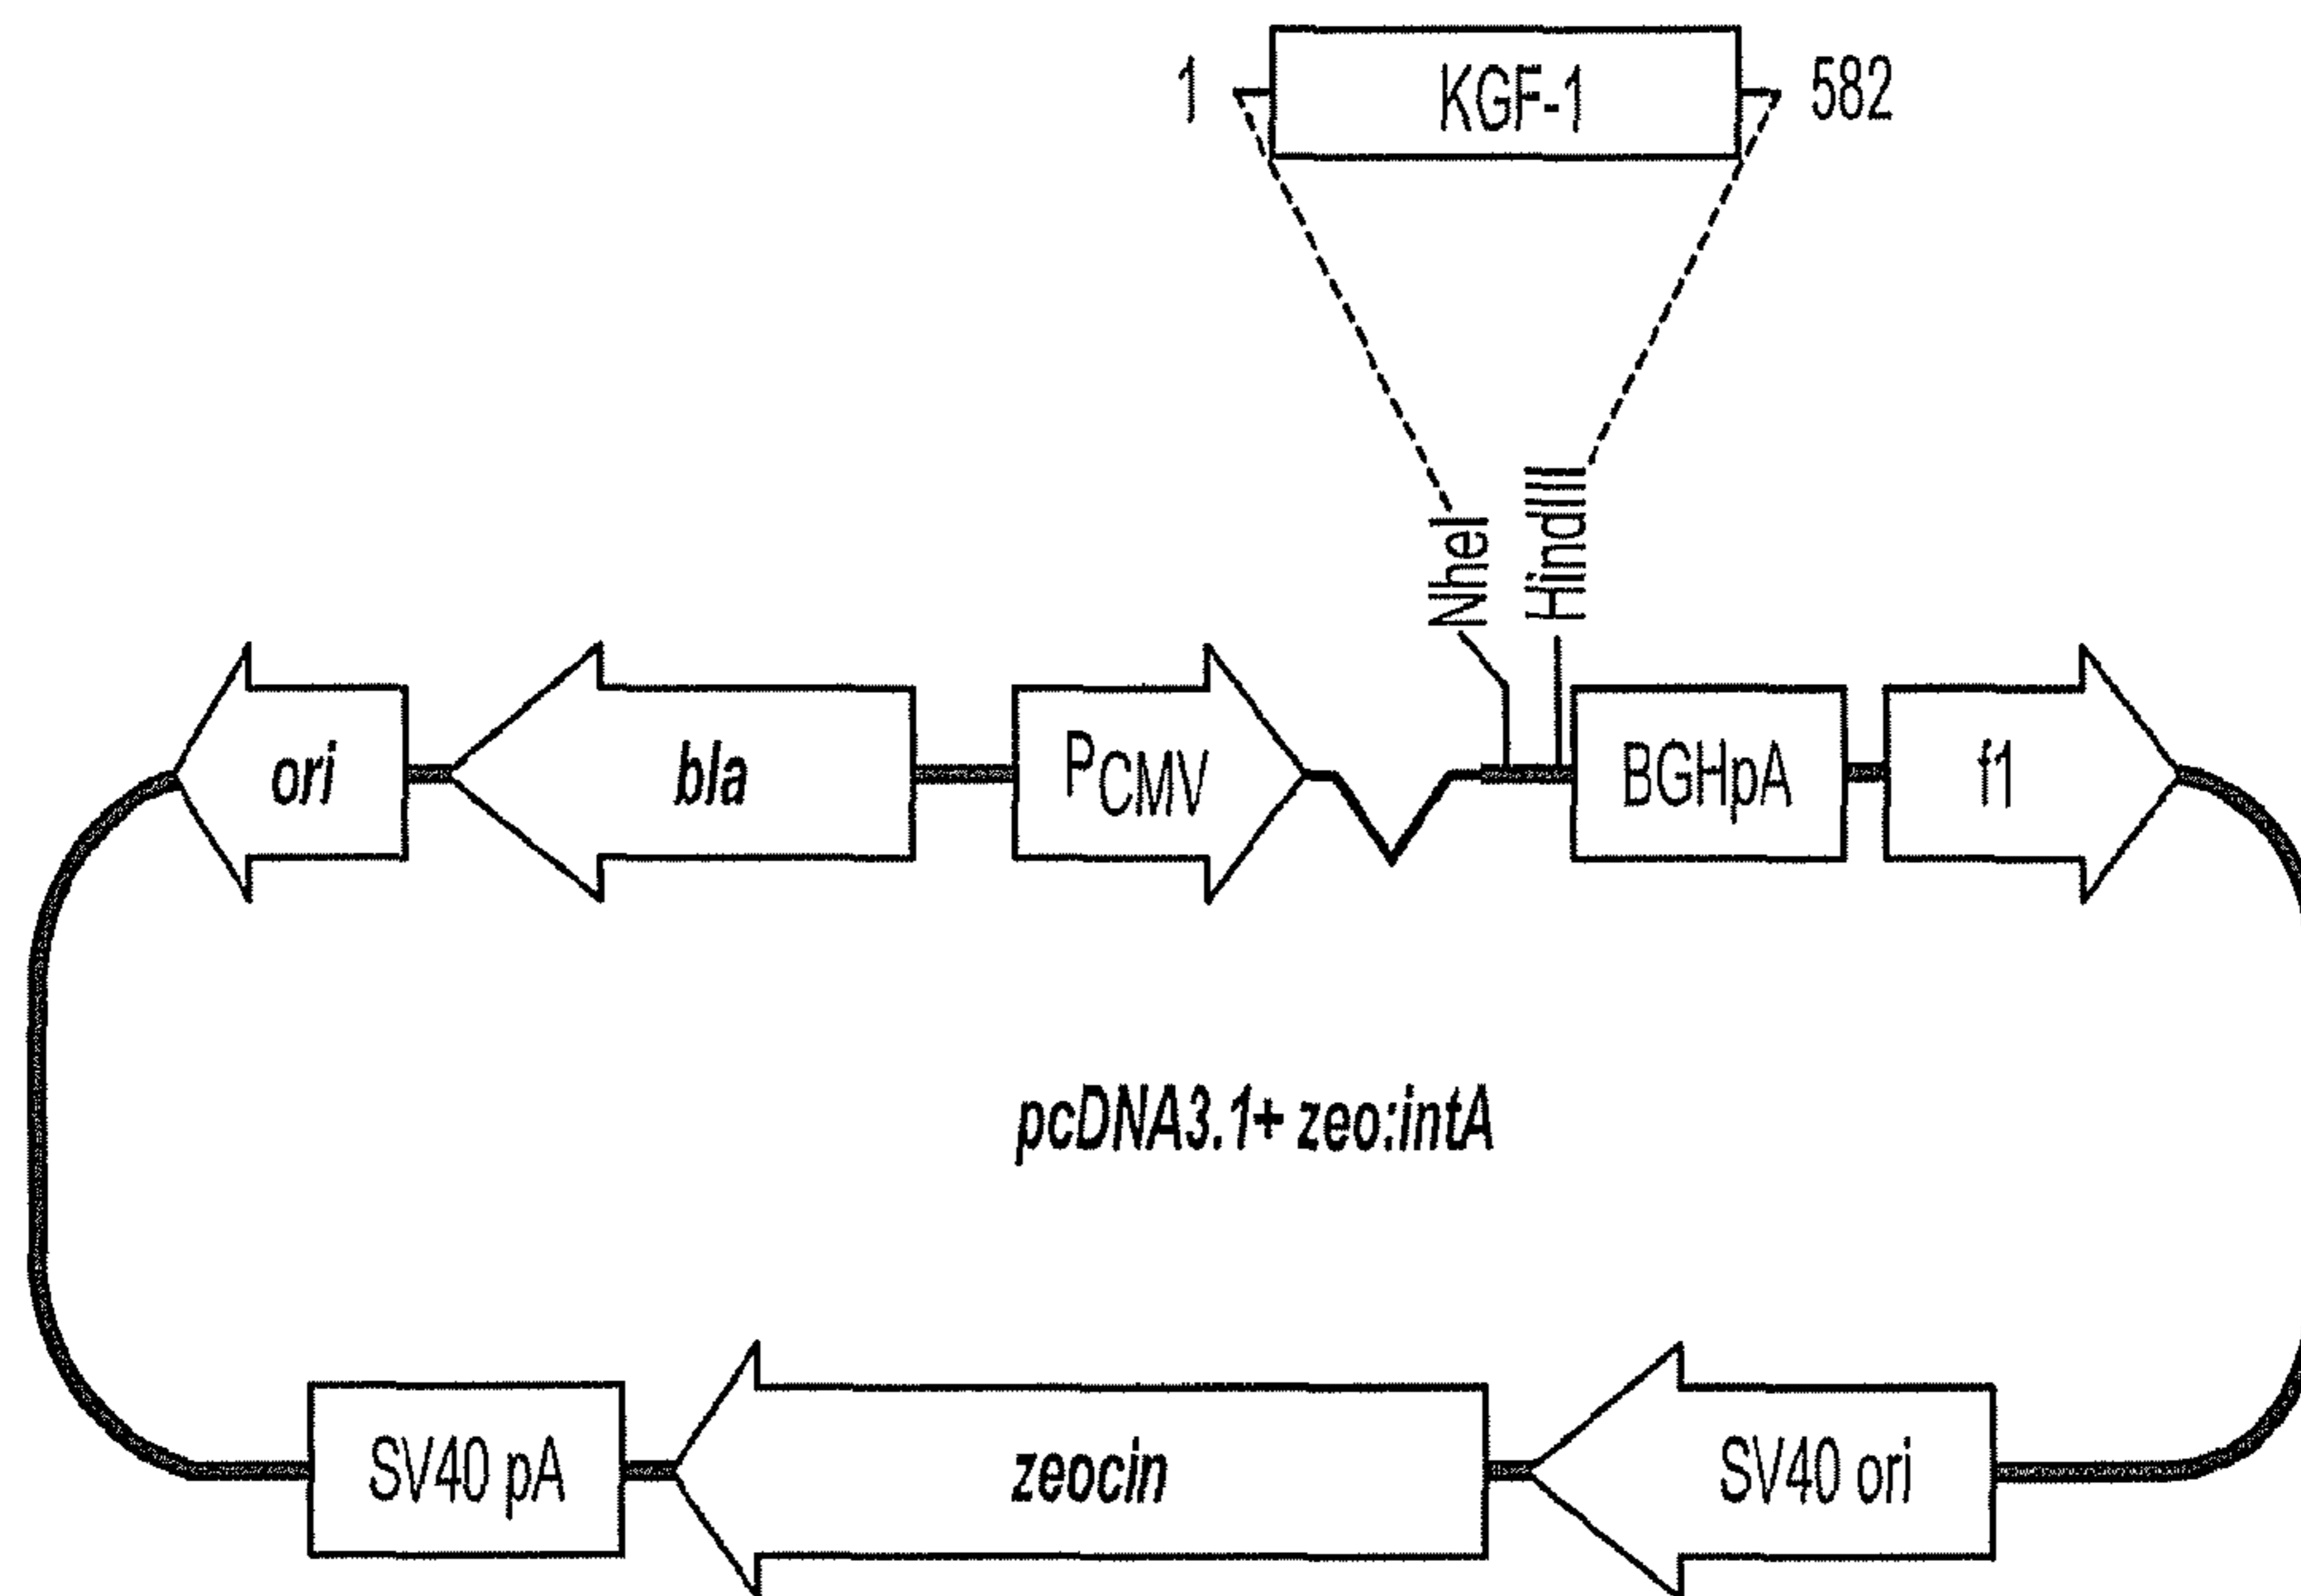 1
KGF-1
582
NheI
HindIII
ori
bla
PCMV
BGHpA
f1
pcDNA3.1+ zeo:intA
SV40 pA
zeocin
SV40 ori